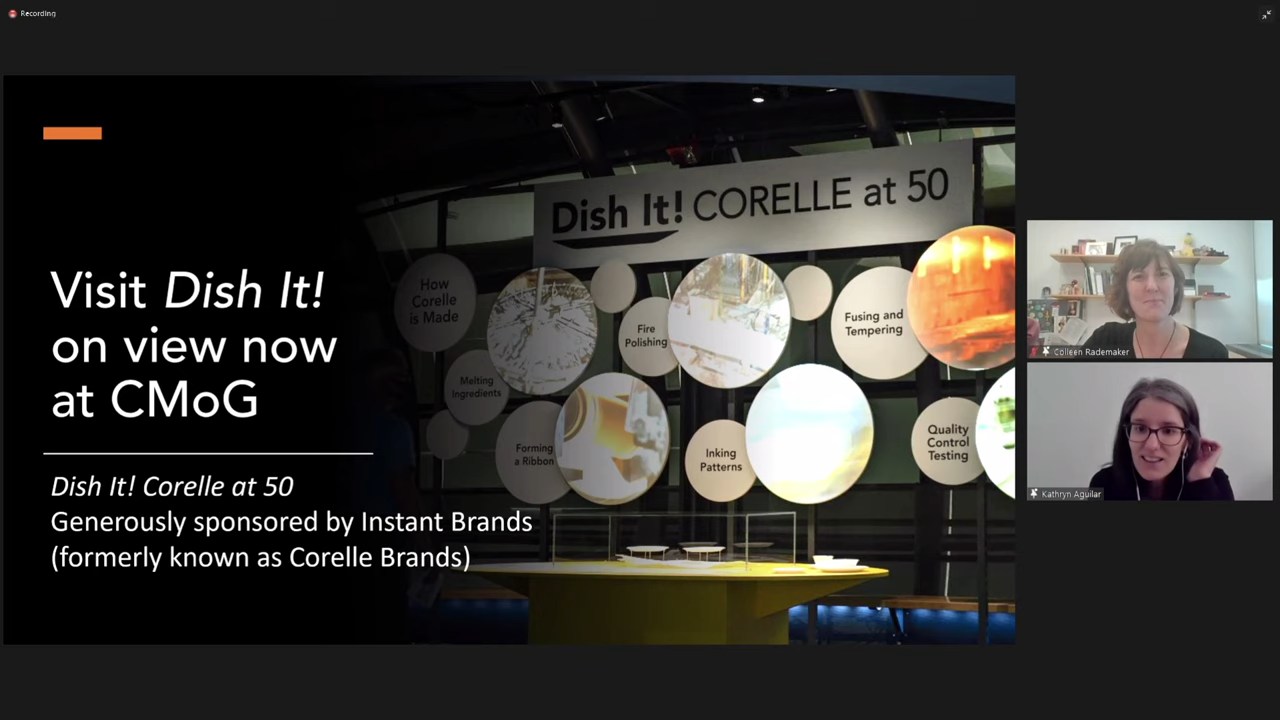 Recording
Visit Dish It!
on view now
at CMoG
Dish It! Corelle at 50
Generously sponsored by Instant Brands
(formerly known as Corelle Brands)
Dish It! CORELLE at 50
How
Corelle
is Made
Melting
Ingredients
Forming
a Ribbon
Fire
Polishing
Inking
Patterns
Fusing and
Tempering
Quality
Control
Testing
Colleen Rademaker
Kathryn Aguilar